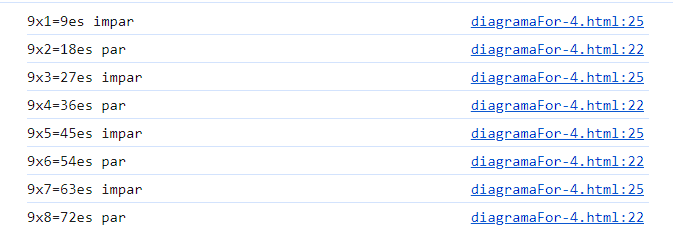 9x1=9es impar diagramaFor-4.html:25
9x2=18es par diagramaFor-4.html:22
9x3=27es impar diagramaFor-4.html:25
9x4=36es par diagramaFor-4.html:22
9x5=45es impar diagramaFor-4.html:25
9x6=54es par diagramaFor-4.html:22
9x7=63es impar diagramaFor-4.html:25
9x8=72es par diagramaFor-4.html:22